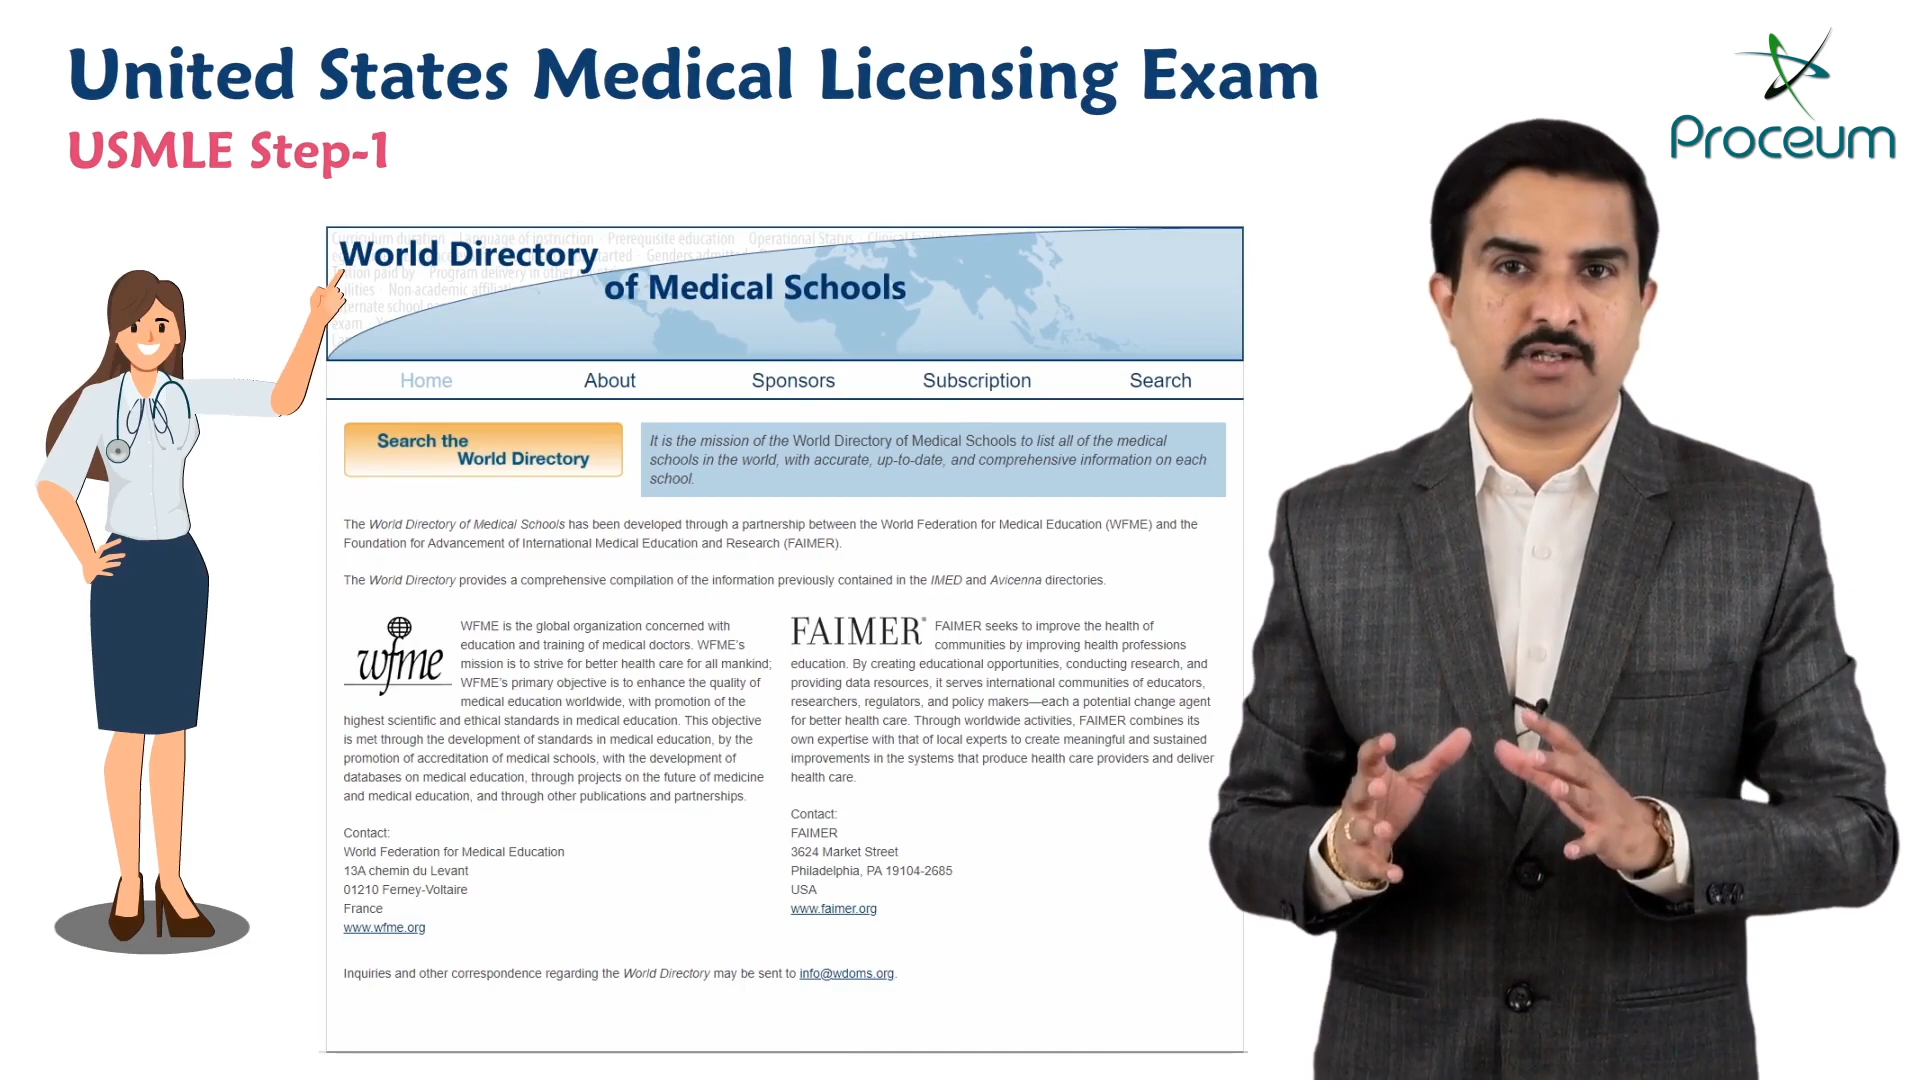 United States Medical Licensing Exam
USMLE Step-1
Proceum
World Directory
of Medical Schools
Home About Sponsors Subscription Search
Search the
World Directory
It is the mission of the World Directory of Medical Schools to list all of the medical
schools in the world, with accurate, up-to-date, and comprehensive information on each
school.
The World Directory of Medical Schools has been developed through a partnership between the World Federation for Medical Education (WFME) and the
Foundation for Advancement of International Medical Education and Research (FAIMER).
The World Directory provides a comprehensive compilation of the information previously contained in the IMED and Avicenna directories.
wfme
WFME is the global organization concerned with
education and training of medical doctors. WFME's
mission is to strive for better health care for all mankind;
WFME's primary objective is to enhance the quality of
medical education worldwide, with promotion of the
highest scientific and ethical standards in medical education. This objective
is met through the development of standards in medical education, by the
promotion of accreditation of medical schools, with the development of
databases on medical education, through projects on the future of medicine
and medical education, and through other publications and partnerships.
Contact:
World Federation for Medical Education
13A chemin du Levant
01210 Ferney-Voltaire
France
www.wfme.org
FAIMER®
FAIMER seeks to improve the health of
communities by improving health professions
education. By creating educational opportunities, conducting research, and
providing data resources, it serves international communities of educators,
researchers, regulators, and policy makers—each a potential change agent
for better health care. Through worldwide activities, FAIMER combines its
own expertise with that of local experts to create meaningful and sustained
improvements in the systems that produce health care providers and deliver
health care.
Contact:
FAIMER
3624 Market Street
Philadelphia, PA 19104-2685
USA
www.faimer.org
Inquiries and other correspondence regarding the World Directory may be sent to info@wdoms.org.